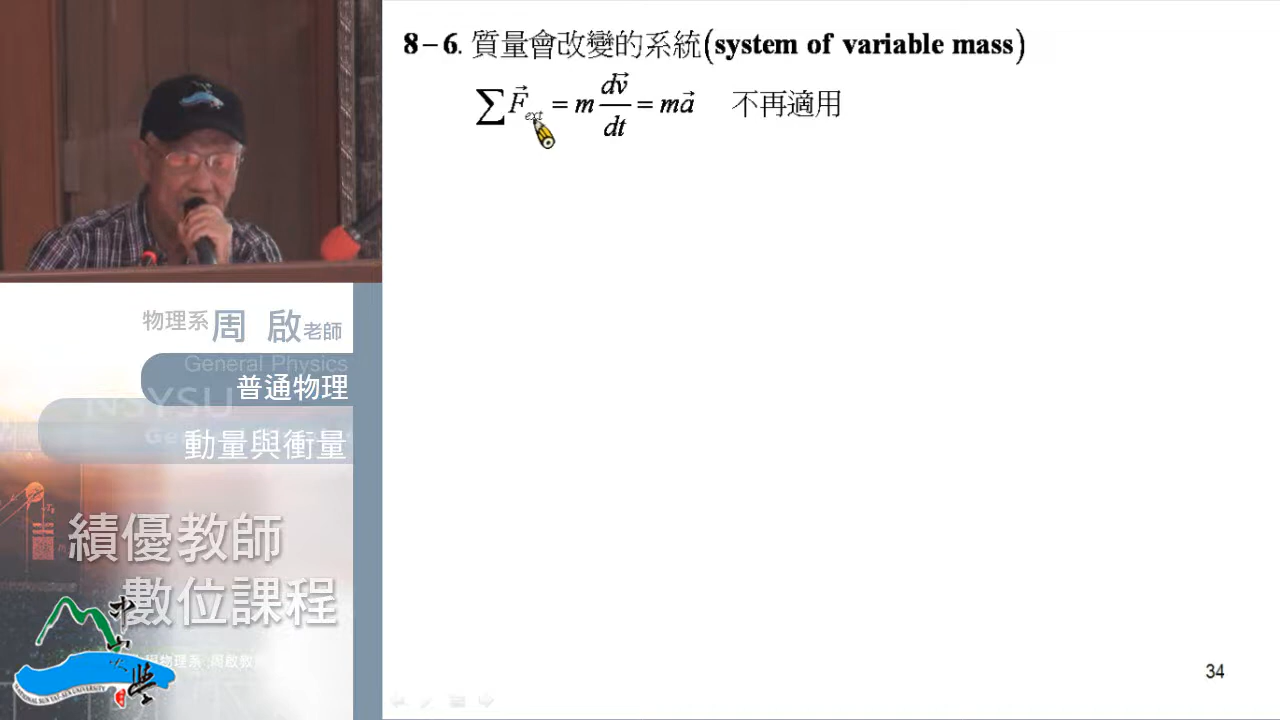 8-6. 質量會改變的系統(system of variable mass)
∑F⃗ext = m dv⃗/dt = ma⃗ 不再適用
物理系 周 啟老師
General Physics
普通物理
NSYSU
動量與衝量
績優教師
數位課程
34